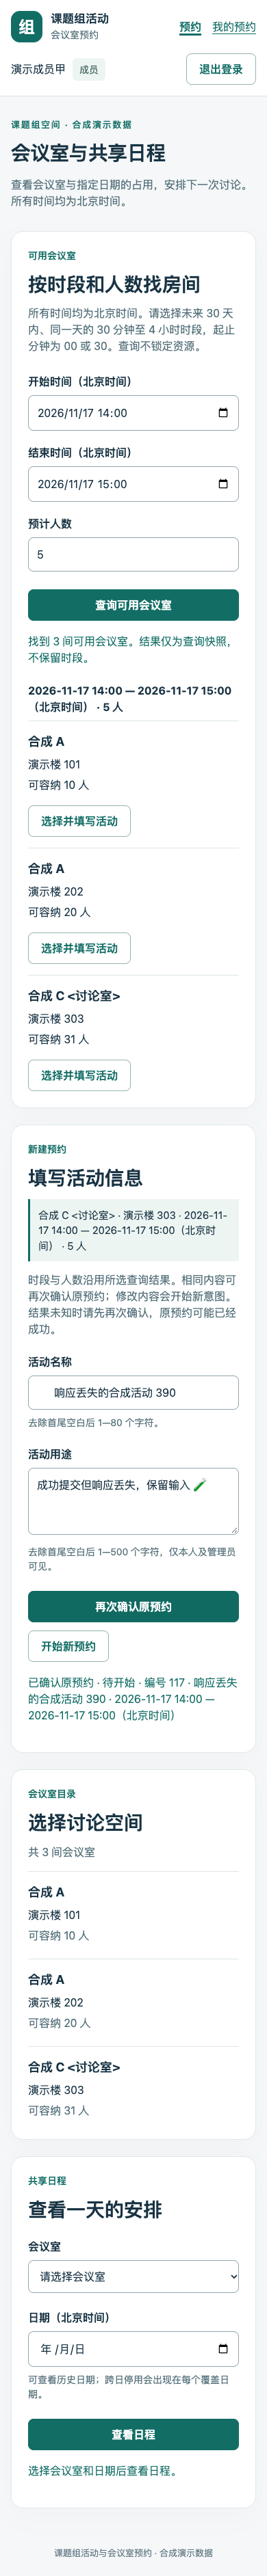 组
课题组活动
会议室预约
预约
我的预约
演示成员甲
成员
退出登录
课题组空间 · 合成演示数据
会议室与共享日程
查看会议室与指定日期的占用，安排下一次讨论。
所有时间均为北京时间。
可用会议室
按时段和人数找房间
所有时间均为北京时间。请选择未来 30 天
内、同一天的 30 分钟至 4 小时时段，起止
分钟为 00 或 30。查询不锁定资源。
开始时间（北京时间）
2026/11/17 14:00
结束时间（北京时间）
2026/11/17 15:00
预计人数
5
查询可用会议室
找到 3 间可用会议室。结果仅为查询快照，
不保留时段。
2026-11-17 14:00 — 2026-11-17 15:00
（北京时间） · 5 人
合成 A
演示楼 101
可容纳 10 人
选择并填写活动
合成 A
演示楼 202
可容纳 20 人
选择并填写活动
合成 C <讨论室>
演示楼 303
可容纳 31 人
选择并填写活动
新建预约
填写活动信息
合成 C <讨论室> · 演示楼 303 · 2026-11-
17 14:00 — 2026-11-17 15:00（北京时
间） · 5 人
时段与人数沿用所选查询结果。相同内容可
再次确认原预约；修改内容会开始新意图。
结果未知时请先再次确认，原预约可能已经
成功。
活动名称
响应丢失的合成活动 390
去除首尾空白后 1—80 个字符。
活动用途
成功提交但响应丢失，保留输入 🧪
去除首尾空白后 1—500 个字符，仅本人及管理员
可见。
再次确认原预约
开始新预约
已确认原预约 · 待开始 · 编号 117 · 响应丢失
的合成活动 390 · 2026-11-17 14:00 —
2026-11-17 15:00（北京时间）
会议室目录
选择讨论空间
共 3 间会议室
合成 A
演示楼 101
可容纳 10 人
合成 A
演示楼 202
可容纳 20 人
合成 C <讨论室>
演示楼 303
可容纳 31 人
共享日程
查看一天的安排
会议室
请选择会议室
日期（北京时间）
年 /月/日
可查看历史日期；跨日停用会出现在每个覆盖日
期。
查看日程
选择会议室和日期后查看日程。
课题组活动与会议室预约 · 合成演示数据